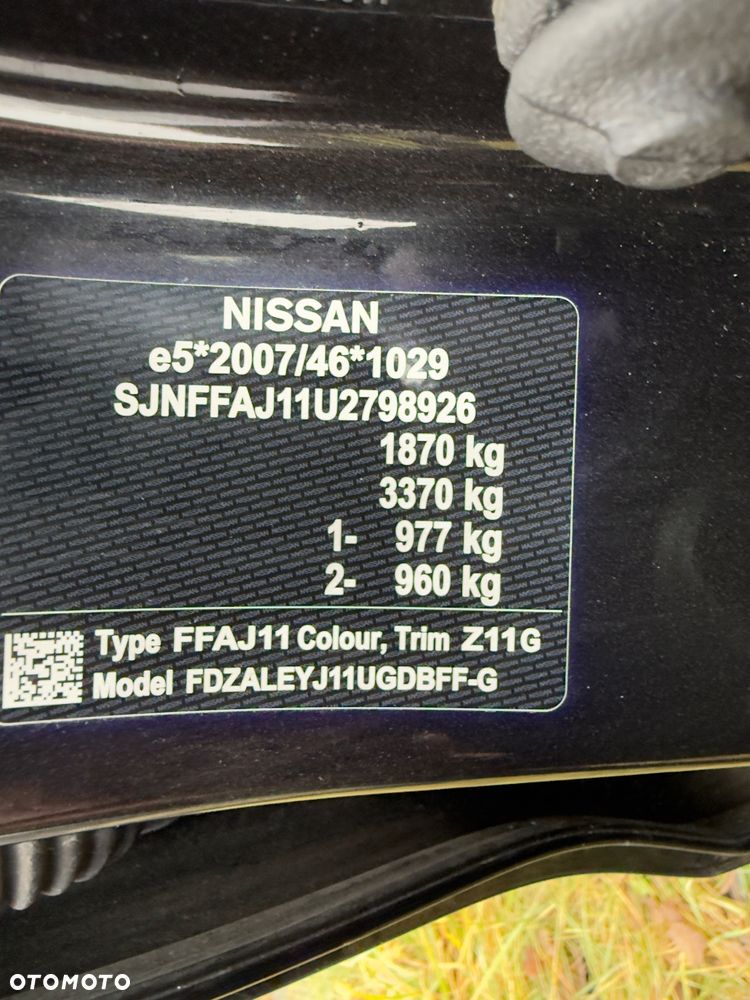 NISSAN
e5*2007/46*1029
SJNFFAJ11U2798926
1870 kg
3370 kg
1- 977 kg
2- 960 kg
Type FFAJ11 Colour, Trim Z11G
Model FDZALEYJ11UGDBFF-G
OTOMOTO